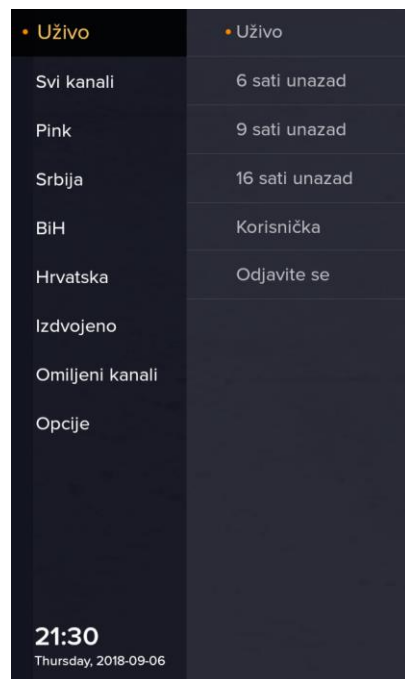 Uživo
Svi kanali
Pink
Srbija
BiH
Hrvatska
Izdvojeno
Omiljeni kanali
Opcije
21:30
Thursday, 2018-09-06
Uživo
6 sati unazad
9 sati unazad
16 sati unazad
Korisnička
Odjavite se